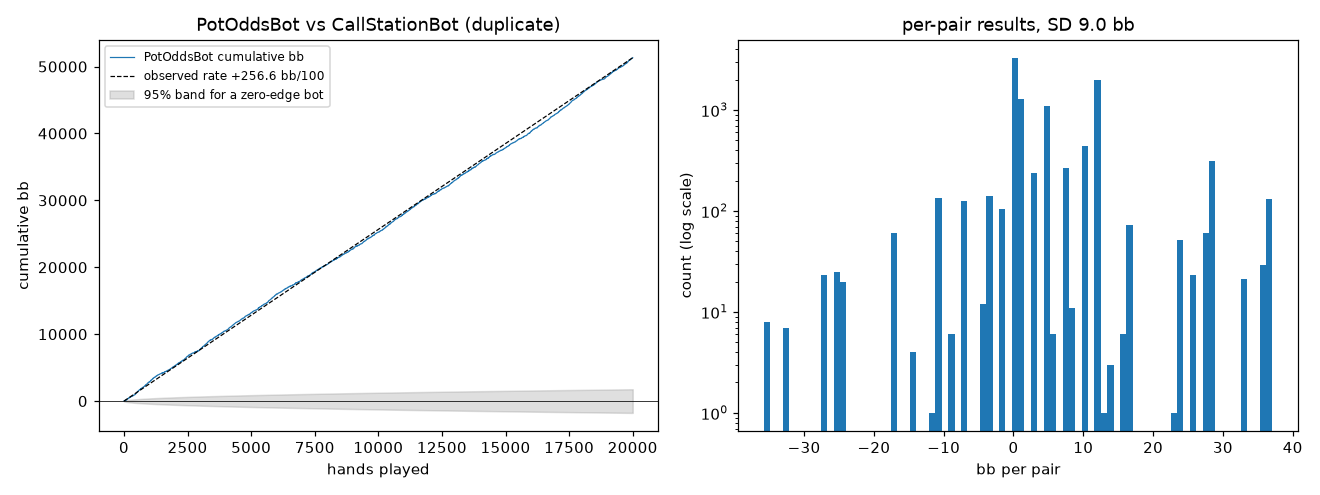 PotOddsBot vs CallStationBot (duplicate)
PotOddsBot cumulative bb
observed rate +256.6 bb/100
95% band for a zero-edge bot
cumulative bb
50000
40000
30000
20000
10000
0
0 2500 5000 7500 10000 12500 15000 17500 20000
hands played
per-pair results, SD 9.0 bb
count (log scale)
10³
10²
10¹
10⁰
−30 −20 −10 0 10 20 30 40
bb per pair